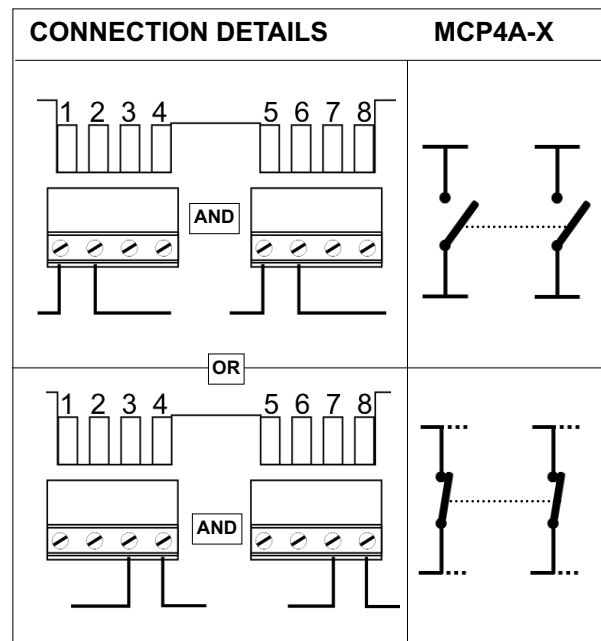 CONNECTION DETAILS MCP4A-X
1 2 3 4 5 6 7 8
AND
OR
1 2 3 4 5 6 7 8
AND